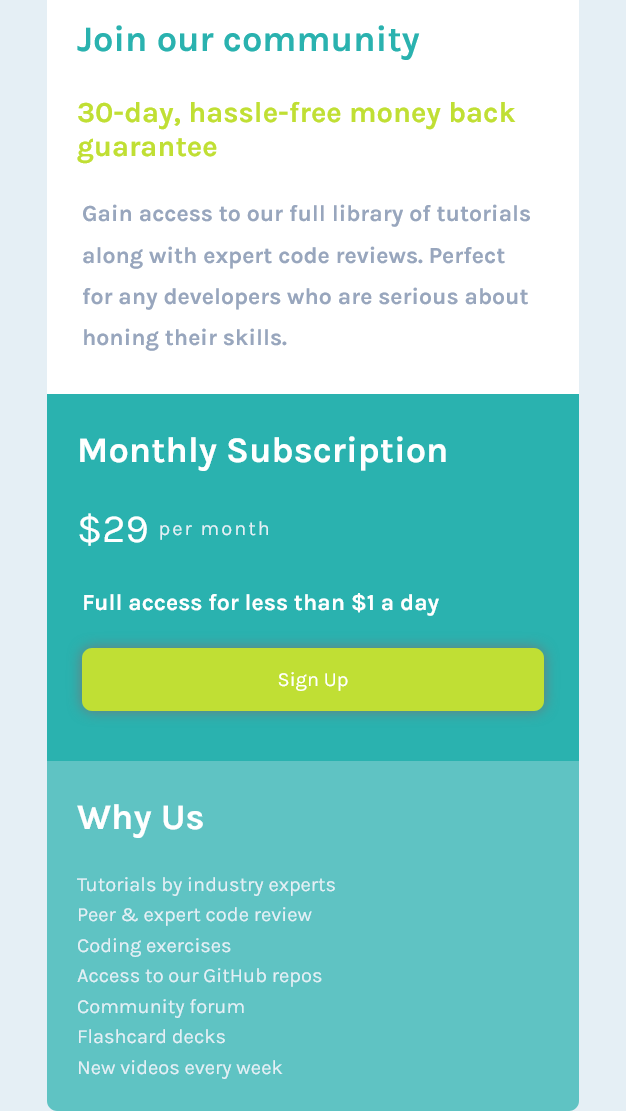 Join our community
30-day, hassle-free money back
guarantee
Gain access to our full library of tutorials
along with expert code reviews. Perfect
for any developers who are serious about
honing their skills.
Monthly Subscription
$29 per month
Full access for less than $1 a day
Sign Up
Why Us
Tutorials by industry experts
Peer & expert code review
Coding exercises
Access to our GitHub repos
Community forum
Flashcard decks
New videos every week